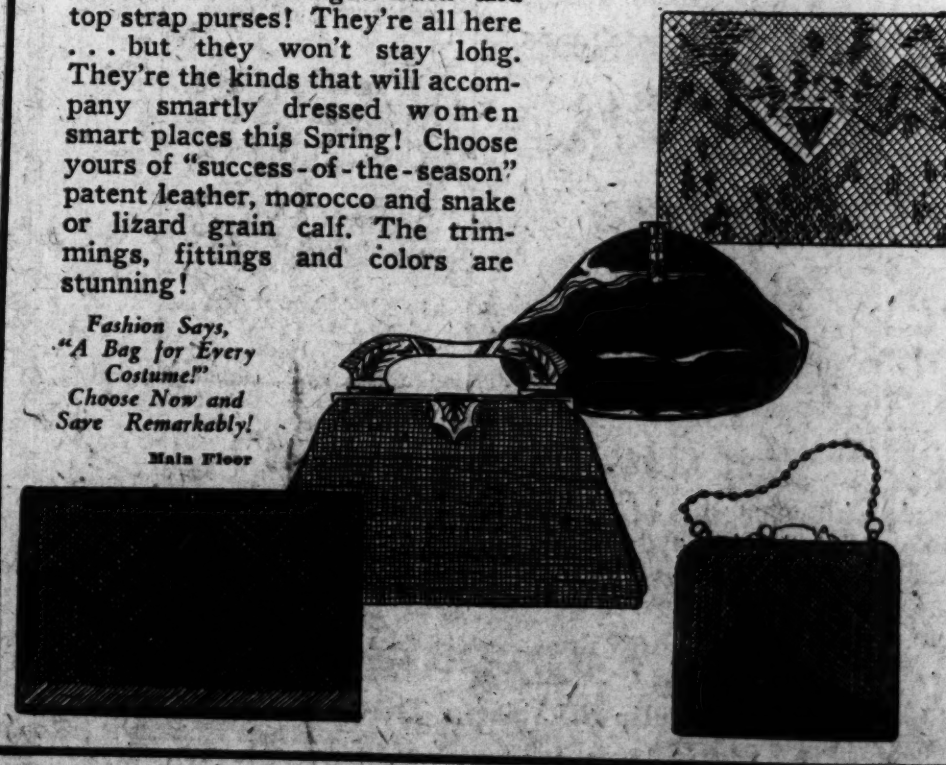 and
top strap purses! They're all here
. . . but they won't stay long.
They're the kinds that will accom-
pany smartly dressed women
smart places this Spring! Choose
yours of "success-of-the-season"
patent leather, morocco and snake
or lizard grain calf. The trim-
mings, fittings and colors are
stunning!
Fashion Says,
"A Bag for Every
Costume!"
Choose Now and
Save Remarkably!
Main Floor